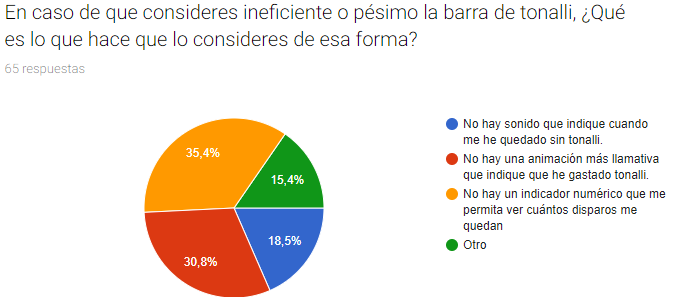 En caso de que consideres ineficiente o pésimo la barra de tonalli, ¿Qué
es lo que hace que lo consideres de esa forma?
65 respuestas
35,4%
15,4%
30,8%
18,5%
No hay sonido que indique cuando
me he quedado sin tonalli.
No hay una animación más llamativa
que indique que he gastado tonalli.
No hay un indicador numérico que me
permita ver cuántos disparos me
quedan
Otro